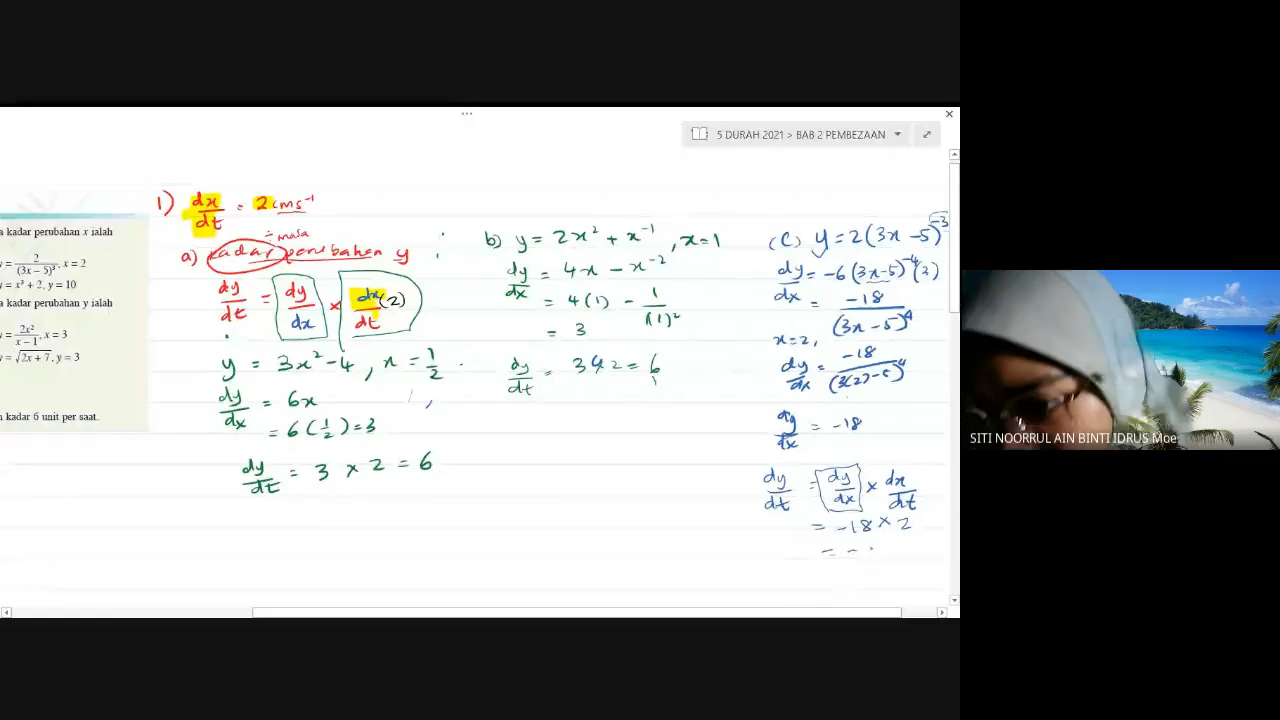 5 DURAH 2021 > BAB 2 PEMBEZAAN
a kadar perubahan x ialah
y = 2/(3x – 5)³, x = 2
y = x³ + 2, y = 10
a kadar perubahan y ialah
y = 2x²/(x – 1), x = 3
y = √(2x + 7), y = 3
n kadar 6 unit per saat.
1) dx/dt = 2 cms⁻¹
÷ masa
a) kadar perubahan y
dy/dt = dy/dx × dx/dt (2)
y = 3x² – 4, x = 1/2
dy/dx = 6x
= 6(1/2) = 3
dy/dt = 3 × 2 = 6
b) y = 2x² + x⁻¹, x = 1
dy/dx = 4x – x⁻²
= 4(1) – 1/(1)²
= 3
dy/dt = 3 × 2 = 6
(c) y = 2(3x – 5)⁻³
dy/dx = –6(3x – 5)⁻⁴(3)
= –18/(3x – 5)⁴
x = 2,
dy/dx = –18/(3(2) – 5)⁴
dy/dx = –18
dy/dt = dy/dx × dx/dt
= –18 × 2
= –
SITI NOORRUL AIN BINTI IDRUS Moe